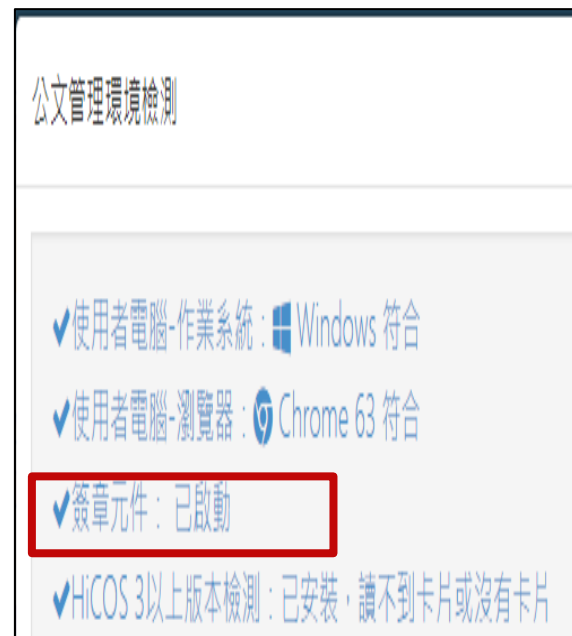 公文管理環境檢測
✔使用者電腦-作業系統：Windows 符合
✔使用者電腦-瀏覽器：Chrome 63 符合
✔簽章元件：已啟動
✔HiCOS 3以上版本檢測：已安裝，讀不到卡片或沒有卡片